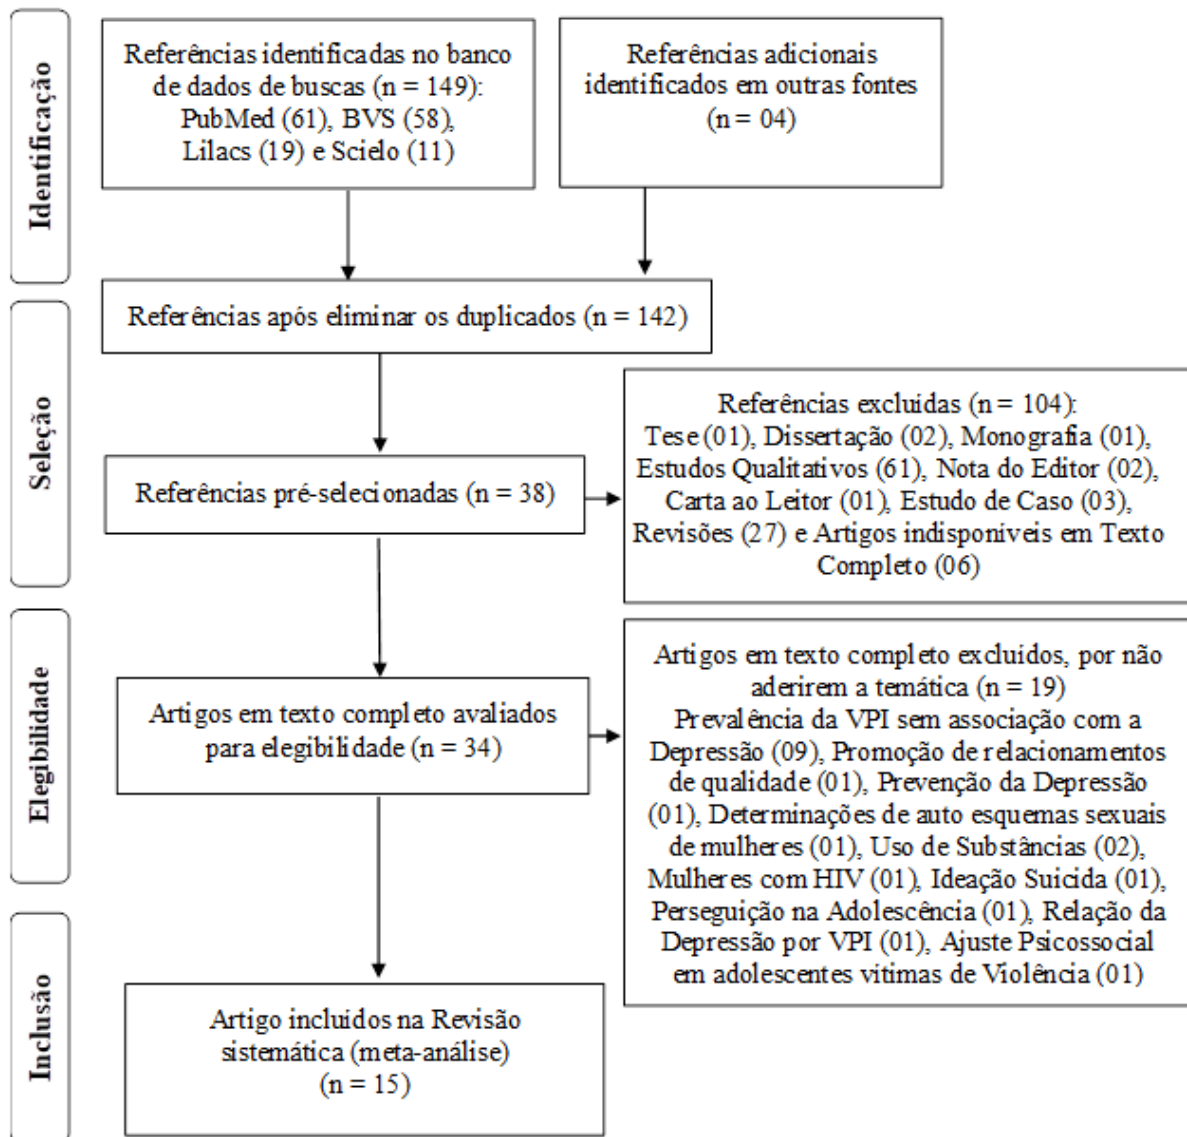 Identificação
Referências identificadas no banco
de dados de buscas (n = 149):
PubMed (61), BVS (58),
Lilacs (19) e Scielo (11)
Referências adicionais
identificados em outras fontes
(n = 04)
Seleção
Referências após eliminar os duplicados (n = 142)
Referências pré-selecionadas (n = 38)
Referências excluídas (n = 104):
Tese (01), Dissertação (02), Monografia (01),
Estudos Qualitativos (61), Nota do Editor (02),
Carta ao Leitor (01), Estudo de Caso (03),
Revisões (27) e Artigos indisponíveis em Texto
Completo (06)
Elegibilidade
Artigos em texto completo avaliados
para elegibilidade (n = 34)
Artigos em texto completo excluídos, por não
aderirem a temática (n = 19)
Prevalência da VPI sem associação com a
Depressão (09), Promoção de relacionamentos
de qualidade (01), Prevenção da Depressão
(01), Determinações de auto esquemas sexuais
de mulheres (01), Uso de Substâncias (02),
Mulheres com HIV (01), Ideação Suicida (01),
Perseguição na Adolescência (01), Relação da
Depressão por VPI (01), Ajuste Psicossocial
em adolescentes vitimas de Violência (01)
Inclusão
Artigo incluidos na Revisão
sistemática (meta-análise)
(n = 15)